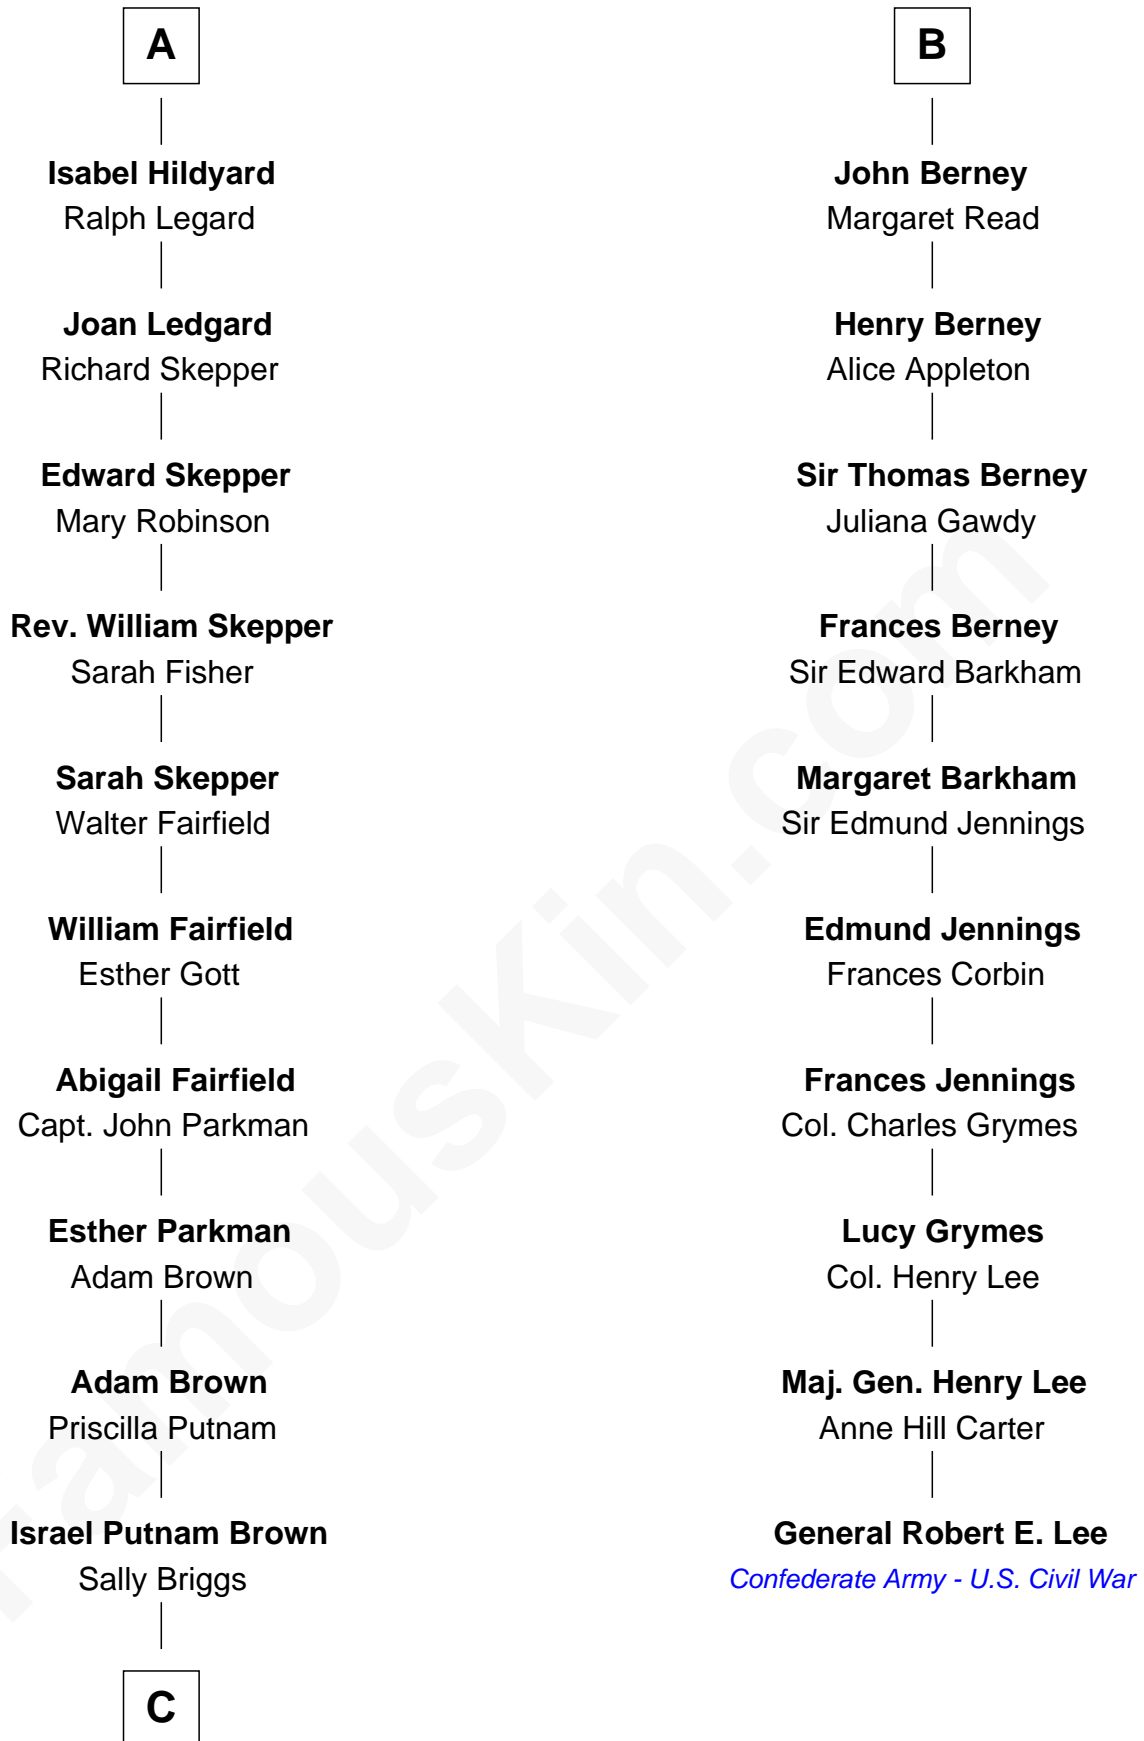 A
Isabel Hildyard
Ralph Legard
Joan Ledgard
Richard Skepper
Edward Skepper
Mary Robinson
Rev. William Skepper
Sarah Fisher
Sarah Skepper
Walter Fairfield
William Fairfield
Esther Gott
Abigail Fairfield
Capt. John Parkman
Esther Parkman
Adam Brown
Adam Brown
Priscilla Putnam
Israel Putnam Brown
Sally Briggs
C
B
John Berney
Margaret Read
Henry Berney
Alice Appleton
Sir Thomas Berney
Juliana Gawdy
Frances Berney
Sir Edward Barkham
Margaret Barkham
Sir Edmund Jennings
Edmund Jennings
Frances Corbin
Frances Jennings
Col. Charles Grymes
Lucy Grymes
Col. Henry Lee
Maj. Gen. Henry Lee
Anne Hill Carter
General Robert E. Lee
Confederate Army - U.S. Civil War
FamousKin.com